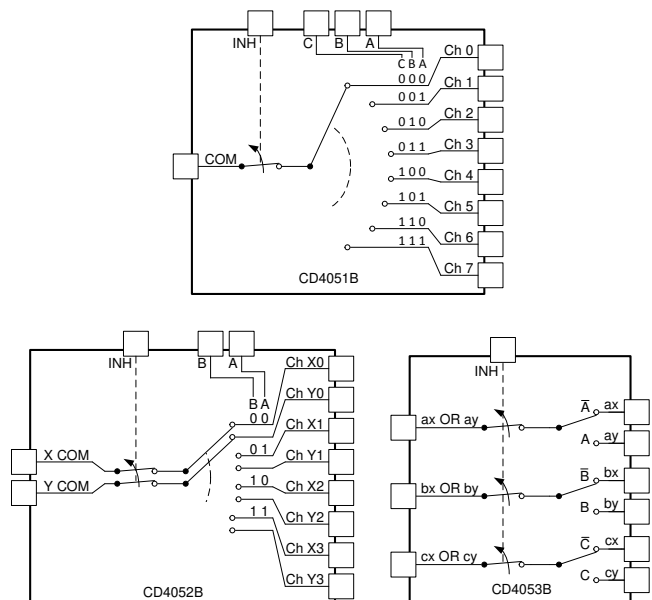 INH C B A
C B A
Ch 0
0 0 0
Ch 1
0 0 1
Ch 2
0 1 0
Ch 3
0 1 1
COM
Ch 4
1 0 0
Ch 5
1 0 1
Ch 6
1 1 0
Ch 7
1 1 1
CD4051B
INH B A
Ch X0
B A
Ch Y0
0 0
Ch X1
0 1
X COM
Ch Y1
Y COM
Ch X2
1 0
Ch Y2
1 1
Ch X3
Ch Y3
CD4052B
INH
A̅ ax
ax OR ay
A ay
B̅ bx
bx OR by
B by
C̅ cx
cx OR cy
C cy
CD4053B